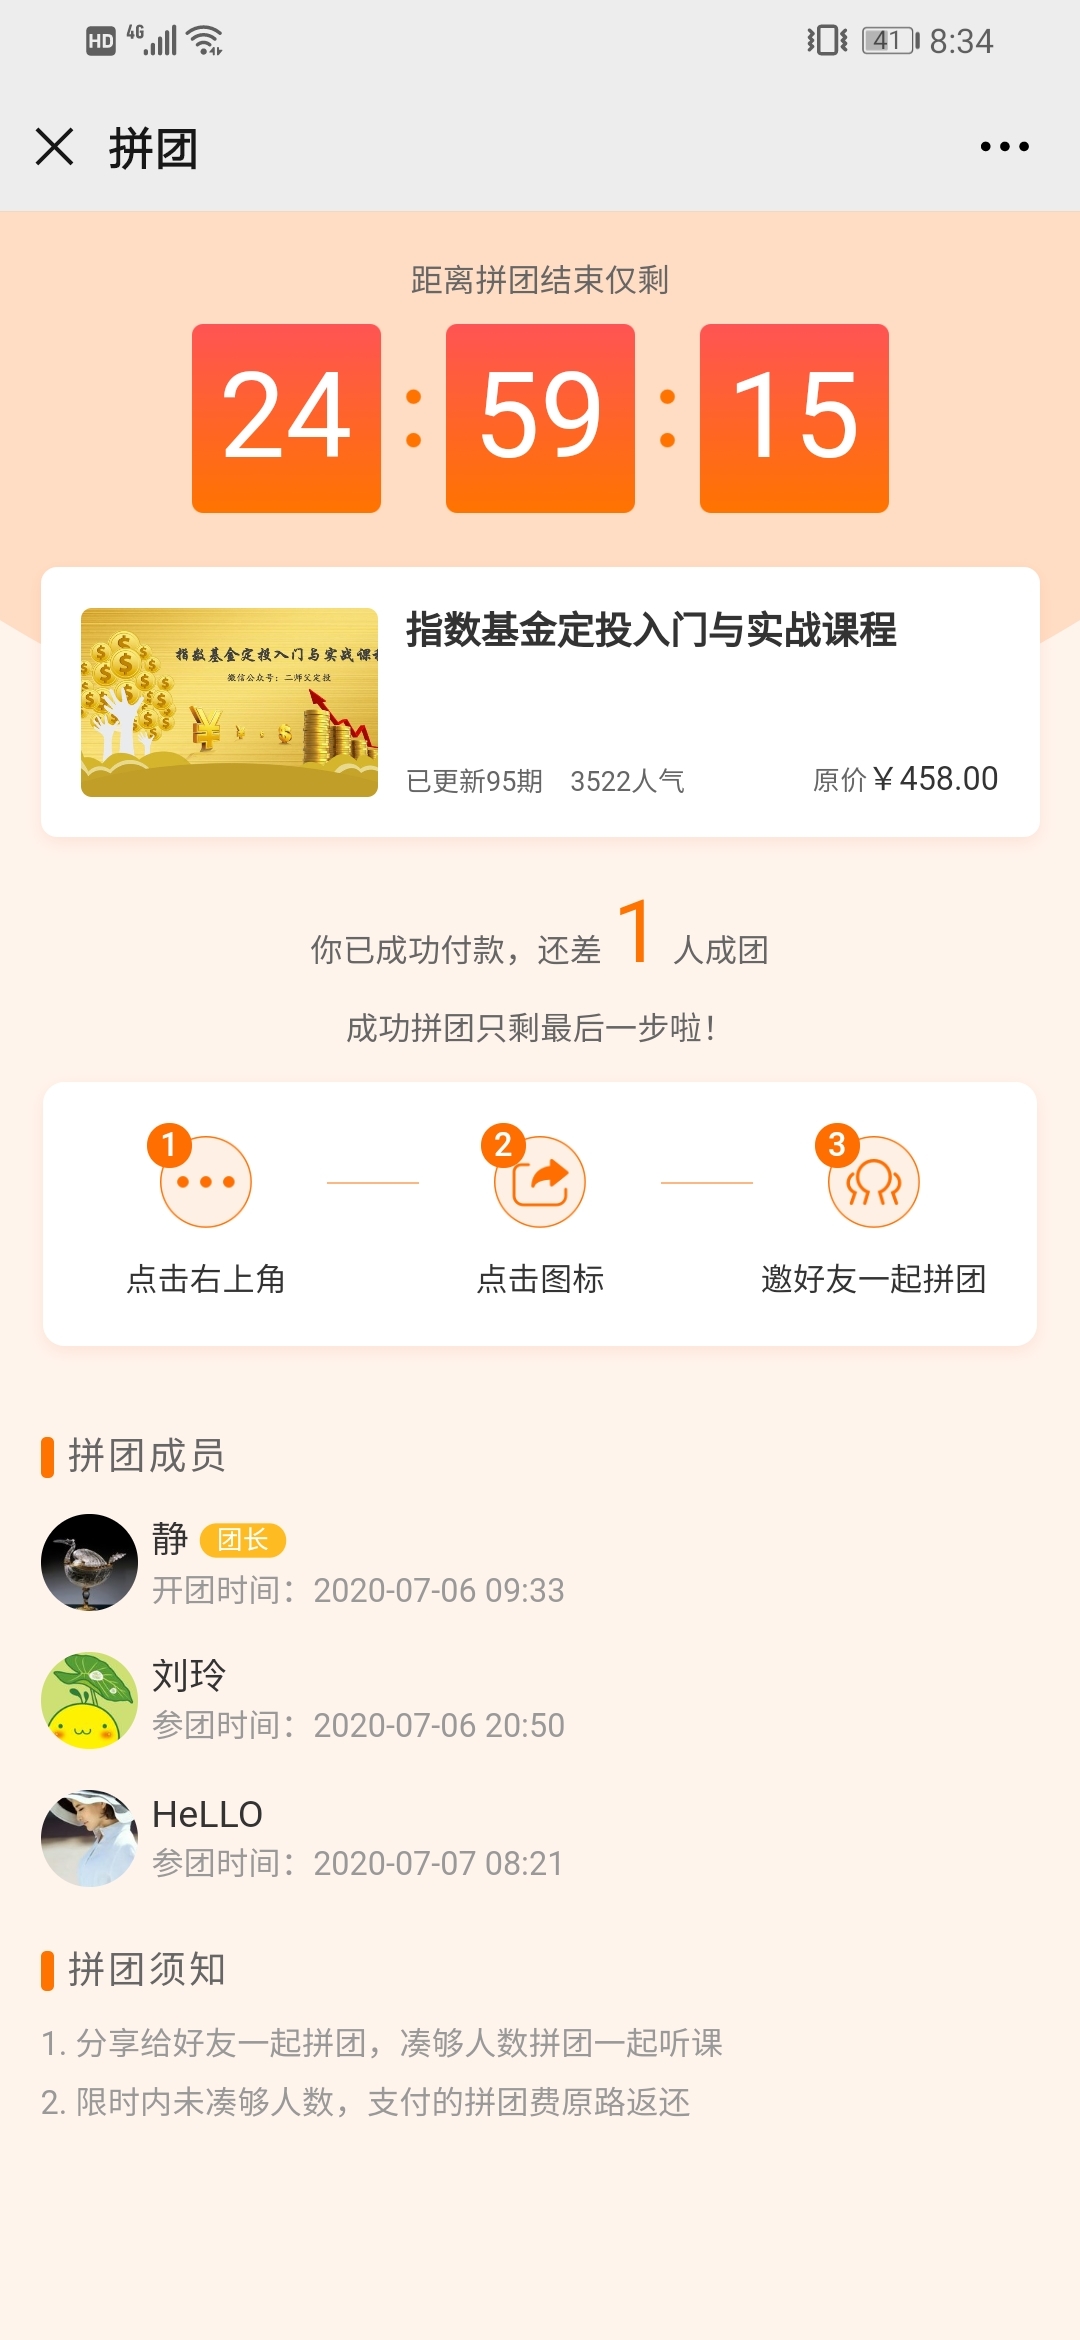 HD 4G 41 8:34
拼团
距离拼团结束仅剩
24 : 59 : 15
指数基金定投入门与实战课程
指数基金定投入门与实战课
微信公众号：二师父定投
已更新95期 3522人气 原价￥458.00
你已成功付款，还差 1 人成团
成功拼团只剩最后一步啦！
1 2 3
点击右上角 点击图标 邀好友一起拼团
拼团成员
静 团长
开团时间：2020-07-06 09:33
刘玲
参团时间：2020-07-06 20:50
HeLLO
参团时间：2020-07-07 08:21
拼团须知
1. 分享给好友一起拼团，凑够人数拼团一起听课
2. 限时内未凑够人数，支付的拼团费原路返还